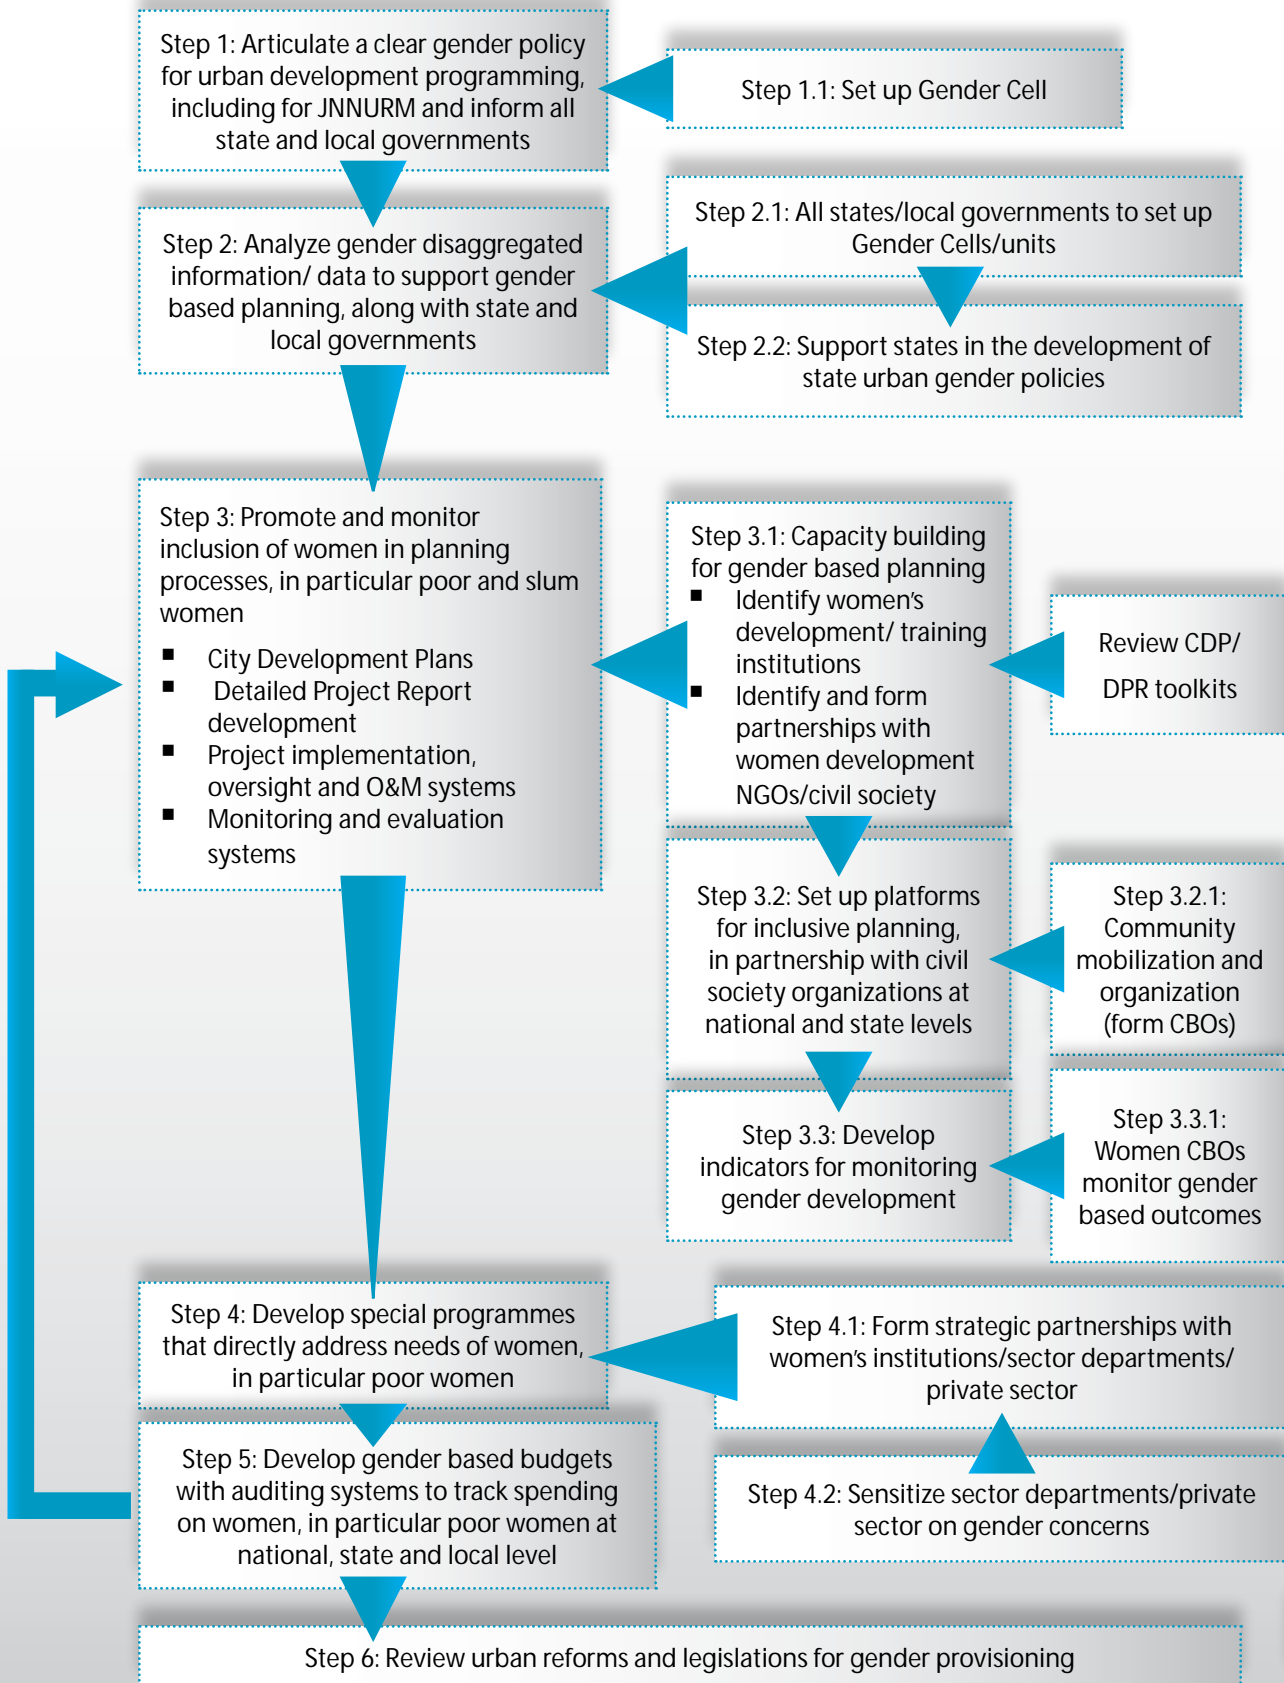 Step 1: Articulate a clear gender policy
for urban development programming,
including for JNNURM and inform all
state and local governments
Step 1.1: Set up Gender Cell
Step 2: Analyze gender disaggregated
information/ data to support gender
based planning, along with state and
local governments
Step 2.1: All states/local governments to set up
Gender Cells/units
Step 2.2: Support states in the development of
state urban gender policies
Step 3: Promote and monitor
inclusion of women in planning
processes, in particular poor and slum
women
■ City Development Plans
■ Detailed Project Report
development
■ Project implementation,
oversight and O&M systems
■ Monitoring and evaluation
systems
Step 3.1: Capacity building
for gender based planning
■ Identify women's
development/ training
institutions
■ Identify and form
partnerships with
women development
NGOs/civil society
Review CDP/
DPR toolkits
Step 3.2: Set up platforms
for inclusive planning,
in partnership with civil
society organizations at
national and state levels
Step 3.2.1:
Community
mobilization and
organization
(form CBOs)
Step 3.3: Develop
indicators for monitoring
gender development
Step 3.3.1:
Women CBOs
monitor gender
based outcomes
Step 4: Develop special programmes
that directly address needs of women,
in particular poor women
Step 4.1: Form strategic partnerships with
women's institutions/sector departments/
private sector
Step 5: Develop gender based budgets
with auditing systems to track spending
on women, in particular poor women at
national, state and local level
Step 4.2: Sensitize sector departments/private
sector on gender concerns
Step 6: Review urban reforms and legislations for gender provisioning